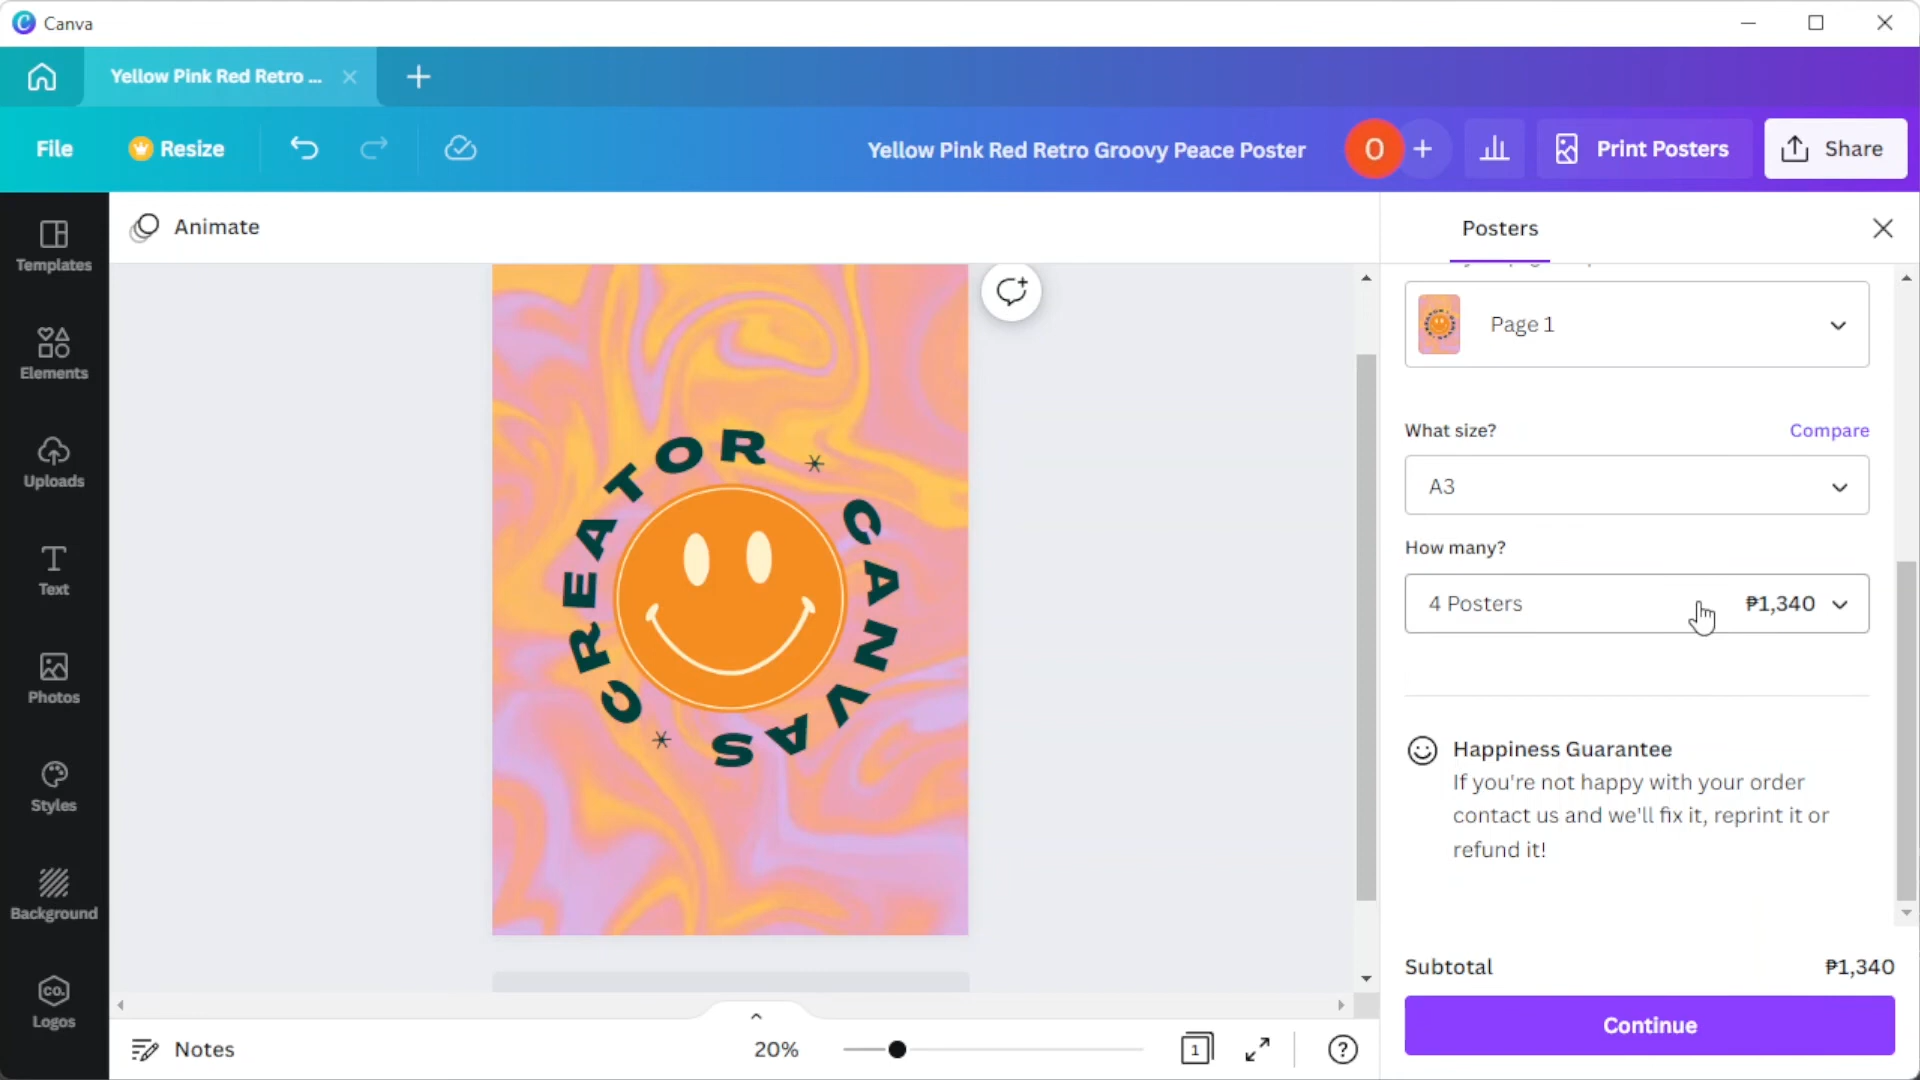 Canva
Yellow Pink Red Retro ...
File
Resize
Yellow Pink Red Retro Groovy Peace Poster
O
Print Posters
Share
Templates
Elements
Uploads
Text
Photos
Styles
Background
CO.
Logos
Animate
CREATOR
CANVAS
Posters
Page 1
What size?
Compare
A3
How many?
4 Posters
₱1,340
Happiness Guarantee
If you're not happy with your order
contact us and we'll fix it, reprint it or
refund it!
Subtotal
₱1,340
Continue
Notes
20%
1